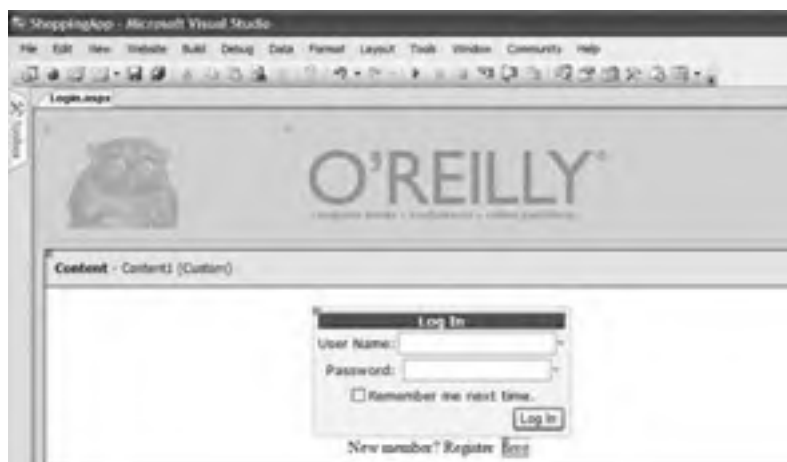 ShoppingApp - Microsoft Visual Studio
File Edit View Website Build Debug Data Format Layout Tools Window Community Help
Login.aspx
Toolbox
O'REILLY®
Content - Content1 (Custom)
Log In
User Name: *
Password: *
Remember me next time.
Log In
New member? Register here